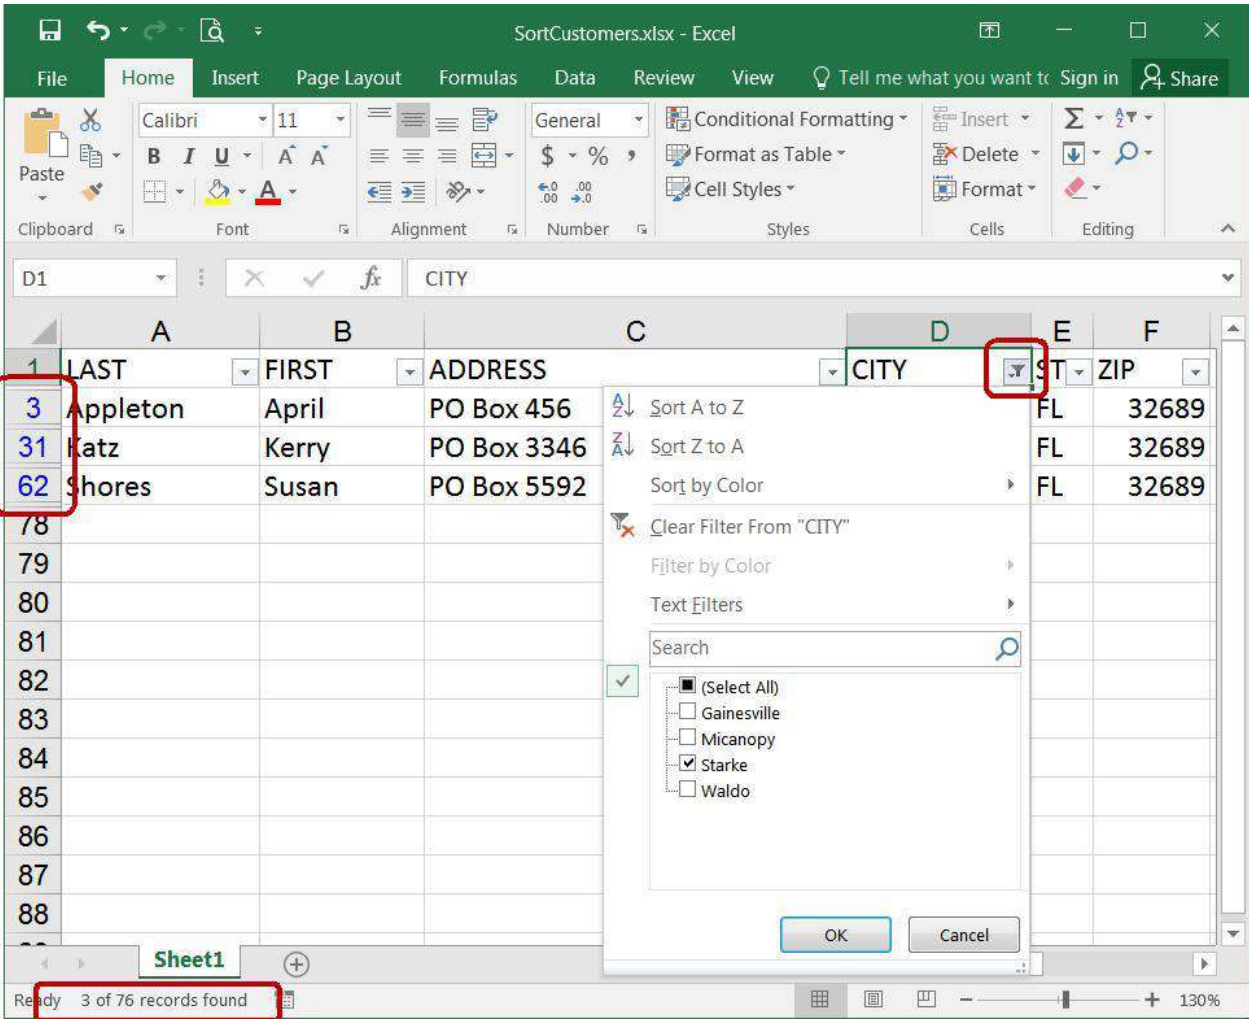 SortCustomers.xlsx - Excel
File Home Insert Page Layout Formulas Data Review View Tell me what you want to Sign in Share
Calibri 11 General Conditional Formatting Insert
Paste B I U A A $ % , Format as Table Delete
A .00 .0 Cell Styles Format
Clipboard Font Alignment Number Styles Cells Editing
D1 fx CITY
A B C D E F
1 LAST FIRST ADDRESS CITY ST ZIP
3 Appleton April PO Box 456 FL 32689
31 Katz Kerry PO Box 3346 FL 32689
62 Shores Susan PO Box 5592 FL 32689
Sort A to Z
Sort Z to A
Sort by Color
Clear Filter From "CITY"
Filter by Color
Text Filters
Search
(Select All)
Gainesville
Micanopy
Starke
Waldo
OK Cancel
78
79
80
81
82
83
84
85
86
87
88
Sheet1
Ready 3 of 76 records found 130%